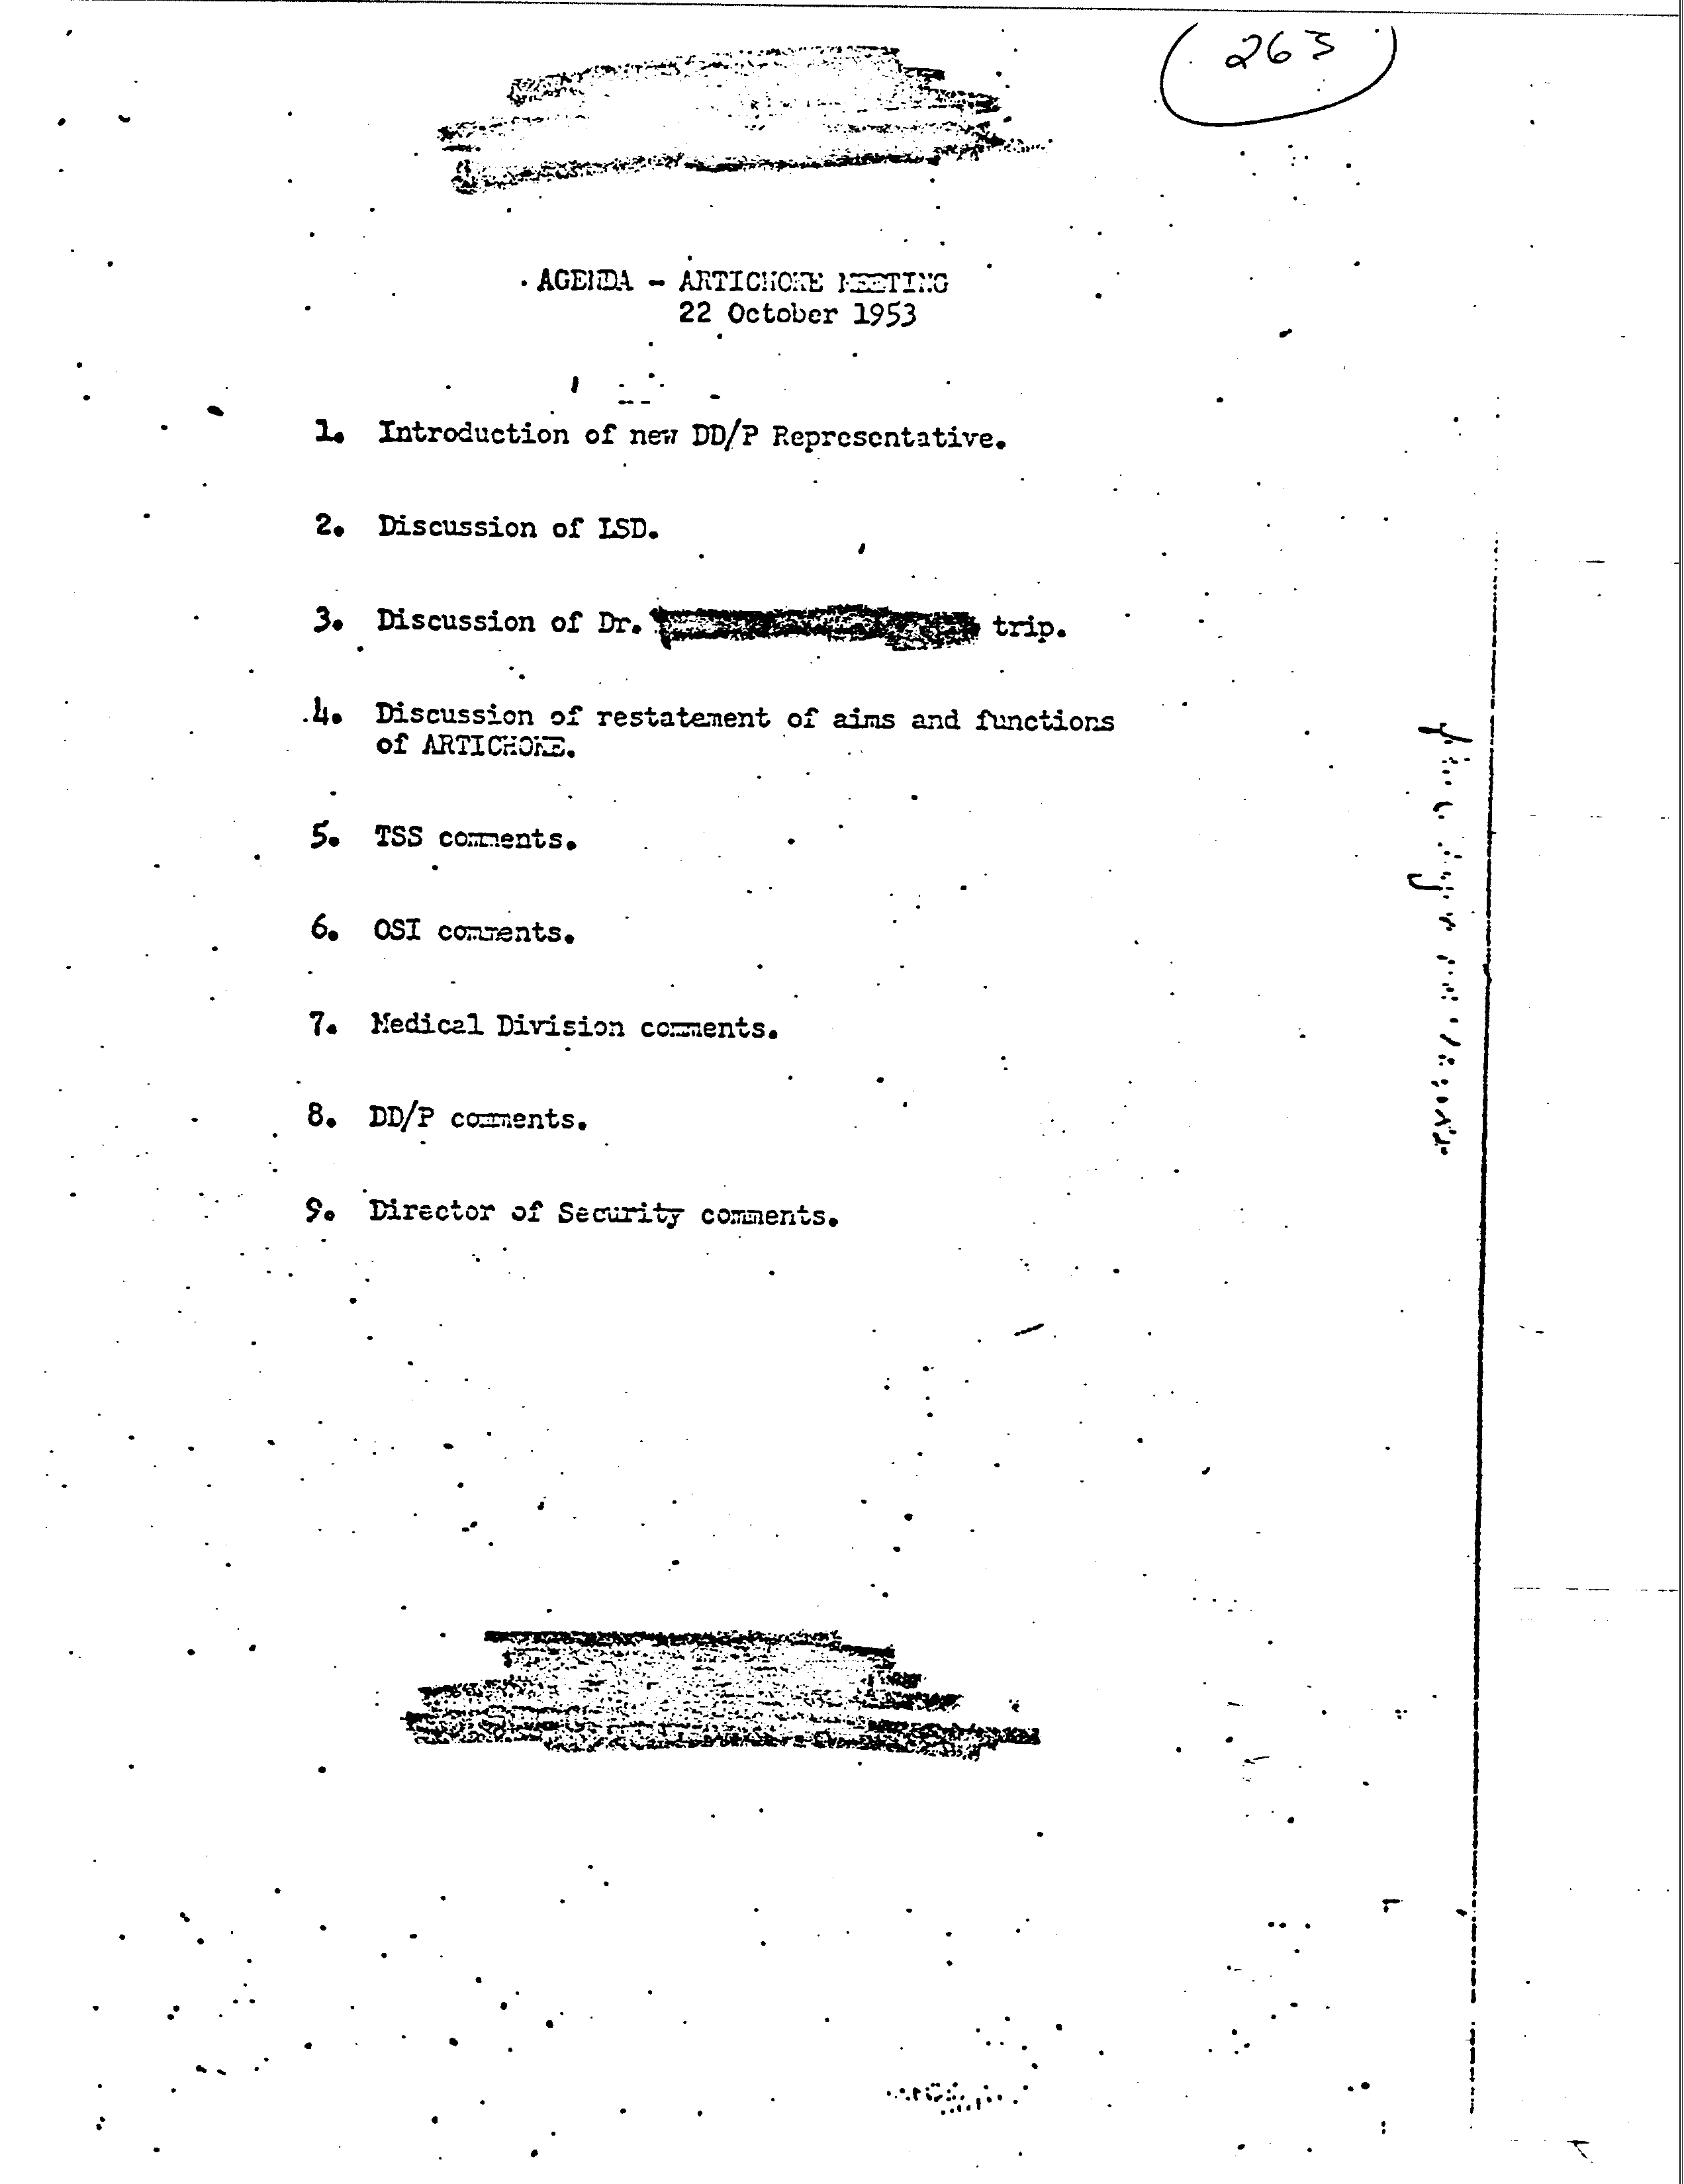 263
AGENDA - ARTICHOKE MEETING
22 October 1953
1. Introduction of new DD/P Representative.
2. Discussion of LSD.
3. Discussion of Dr. trip.
4. Discussion of restatement of aims and functions
of ARTICHOKE.
5. TSS comments.
6. OSI comments.
7. Medical Division comments.
8. DD/P comments.
9. Director of Security comments.